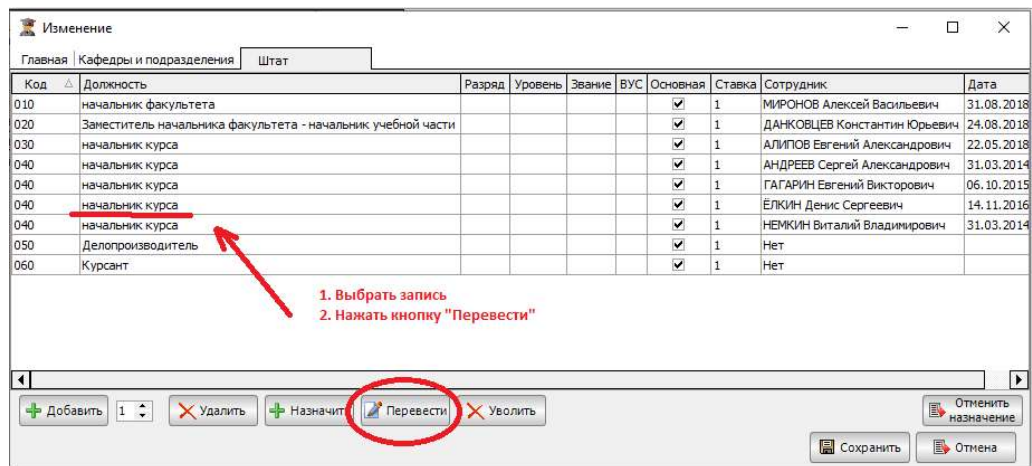 Изменение
Главная Кафедры и подразделения Штат
Код Должность Разряд Уровень Звание ВУС Основная Ставка Сотрудник Дата
010 начальник факультета 1 МИРОНОВ Алексей Васильевич 31.08.2018
020 Заместитель начальника факультета - начальник учебной части 1 ДАНКОВЦЕВ Константин Юрьевич 24.08.2018
030 начальник курса 1 АЛИПОВ Евгений Александрович 22.05.2018
040 начальник курса 1 АНДРЕЕВ Сергей Александрович 31.03.2014
040 начальник курса 1 ГАГАРИН Евгений Викторович 06.10.2015
040 начальник курса 1 ЁЛКИН Денис Сергеевич 14.11.2016
040 начальник курса 1 НЕМКИН Виталий Владимирович 31.03.2014
050 Делопроизводитель 1 Нет
060 Курсант 1 Нет
1. Выбрать запись
2. Нажать кнопку "Перевести"
Добавить 1 Удалить Назначить Перевести Уволить Отменить
назначение
Сохранить Отмена